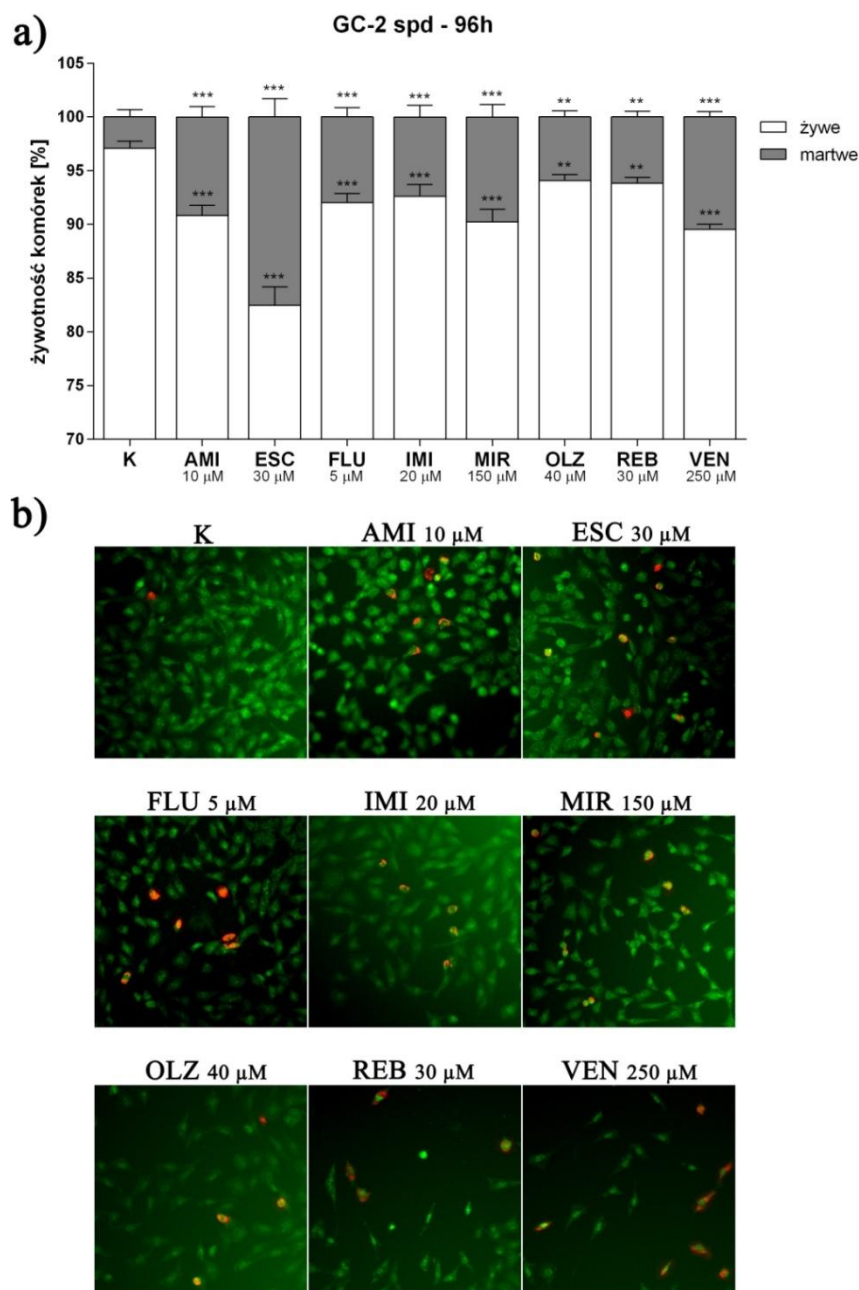 a)
GC-2 spd - 96h
żywotność komórek [%]
105
100
95
90
85
80
75
70
*** *** *** *** *** ** ** ***
*** *** *** *** *** ** ** ***
żywe
martwe
K AMI ESC FLU IMI MIR OLZ REB VEN
10 µM 30 µM 5 µM 20 µM 150 µM 40 µM 30 µM 250 µM
b)
K AMI 10 µM ESC 30 µM
FLU 5 µM IMI 20 µM MIR 150 µM
OLZ 40 µM REB 30 µM VEN 250 µM